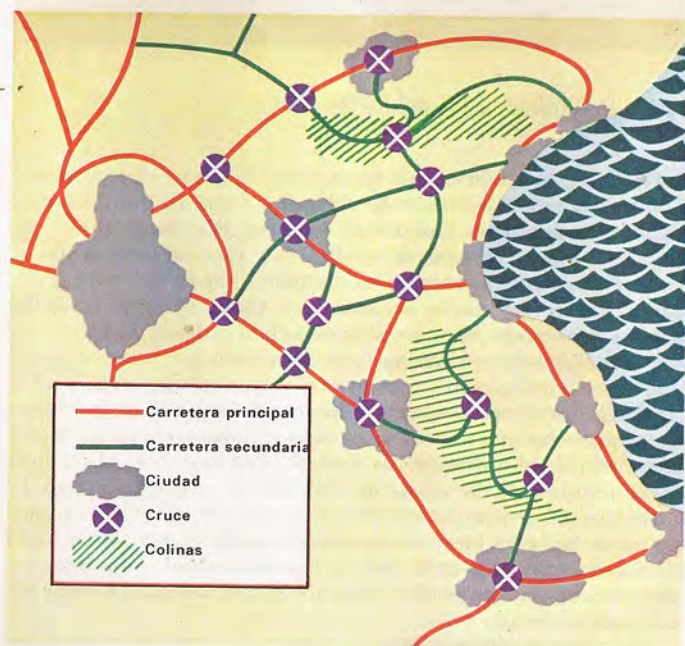 Carretera principal
Carretera secundaria
Ciudad
Cruce
Colinas